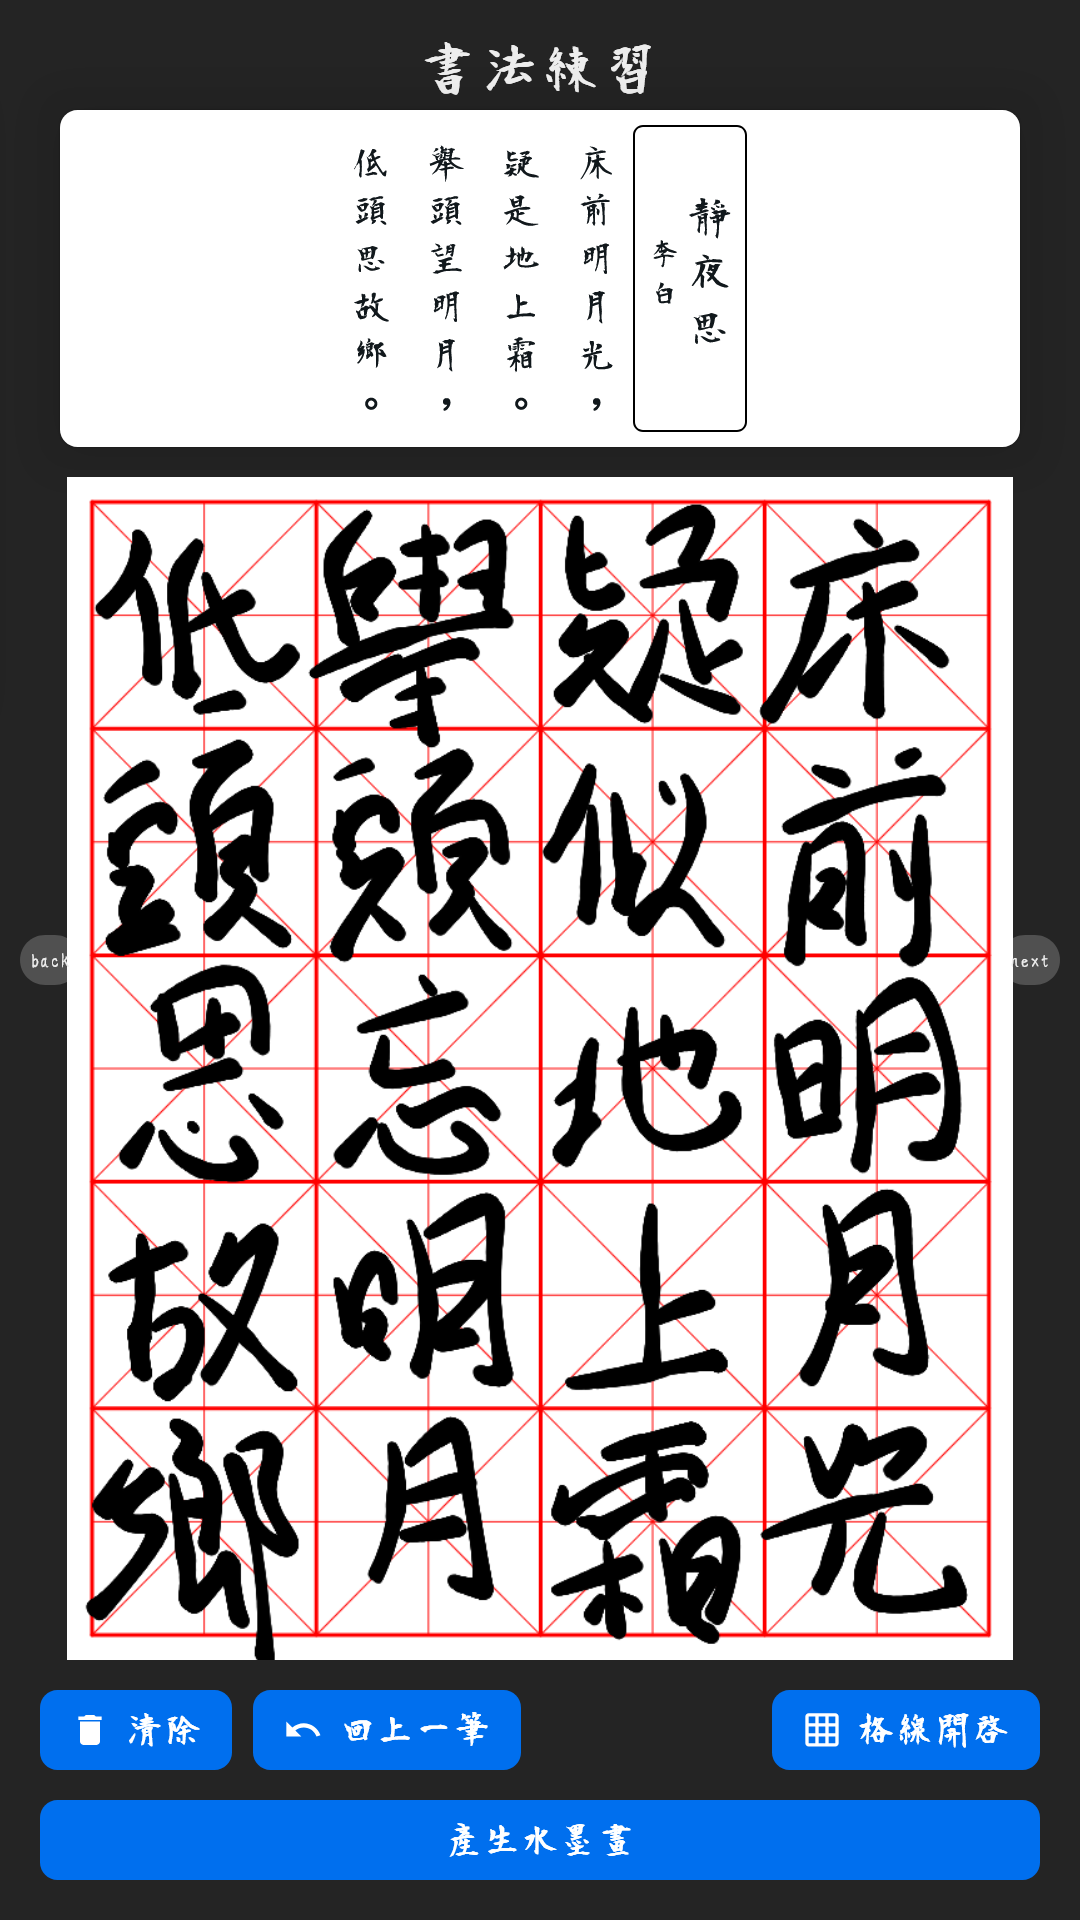 書法練習
靜夜思
李白
床前明月光，
疑是地上霜。
舉頭望明月，
低頭思故鄉。
床前明月光
疑似地上霜
舉頭忘明月
低頭思故鄉
back
next
清除
回上一筆
格線開啓
產生水墨畫